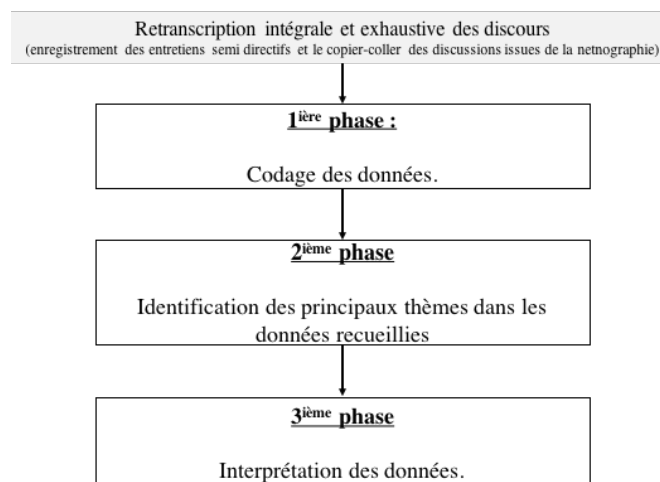 Retranscription intégrale et exhaustive des discours
(enregistrement des entretiens semi directifs et le copier-coller des discussions issues de la netnographie)
1ière phase :
Codage des données.
2ième phase
Identification des principaux thèmes dans les
données recueillies
3ième phase
Interprétation des données.